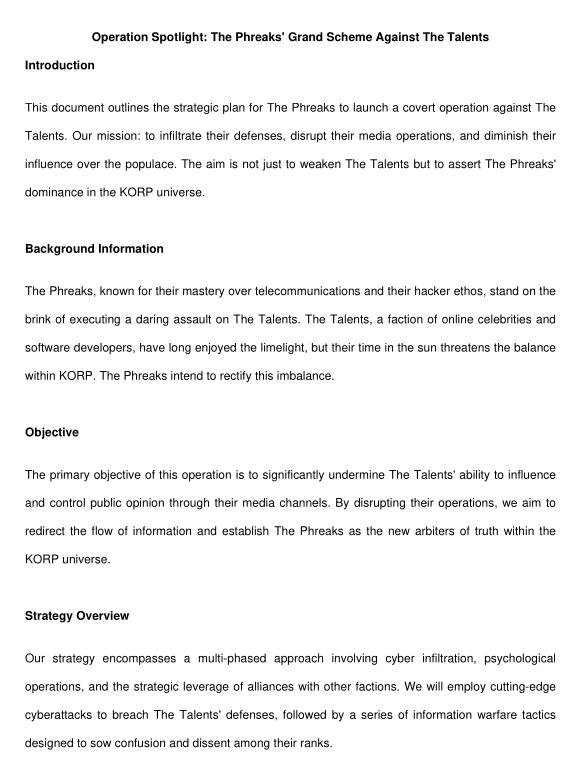 Operation Spotlight: The Phreaks' Grand Scheme Against The Talents
Introduction
This document outlines the strategic plan for The Phreaks to launch a covert operation against The
Talents. Our mission: to infiltrate their defenses, disrupt their media operations, and diminish their
influence over the populace. The aim is not just to weaken The Talents but to assert The Phreaks'
dominance in the KORP universe.
Background Information
The Phreaks, known for their mastery over telecommunications and their hacker ethos, stand on the
brink of executing a daring assault on The Talents. The Talents, a faction of online celebrities and
software developers, have long enjoyed the limelight, but their time in the sun threatens the balance
within KORP. The Phreaks intend to rectify this imbalance.
Objective
The primary objective of this operation is to significantly undermine The Talents' ability to influence
and control public opinion through their media channels. By disrupting their operations, we aim to
redirect the flow of information and establish The Phreaks as the new arbiters of truth within the
KORP universe.
Strategy Overview
Our strategy encompasses a multi-phased approach involving cyber infiltration, psychological
operations, and the strategic leverage of alliances with other factions. We will employ cutting-edge
cyberattacks to breach The Talents' defenses, followed by a series of information warfare tactics
designed to sow confusion and dissent among their ranks.